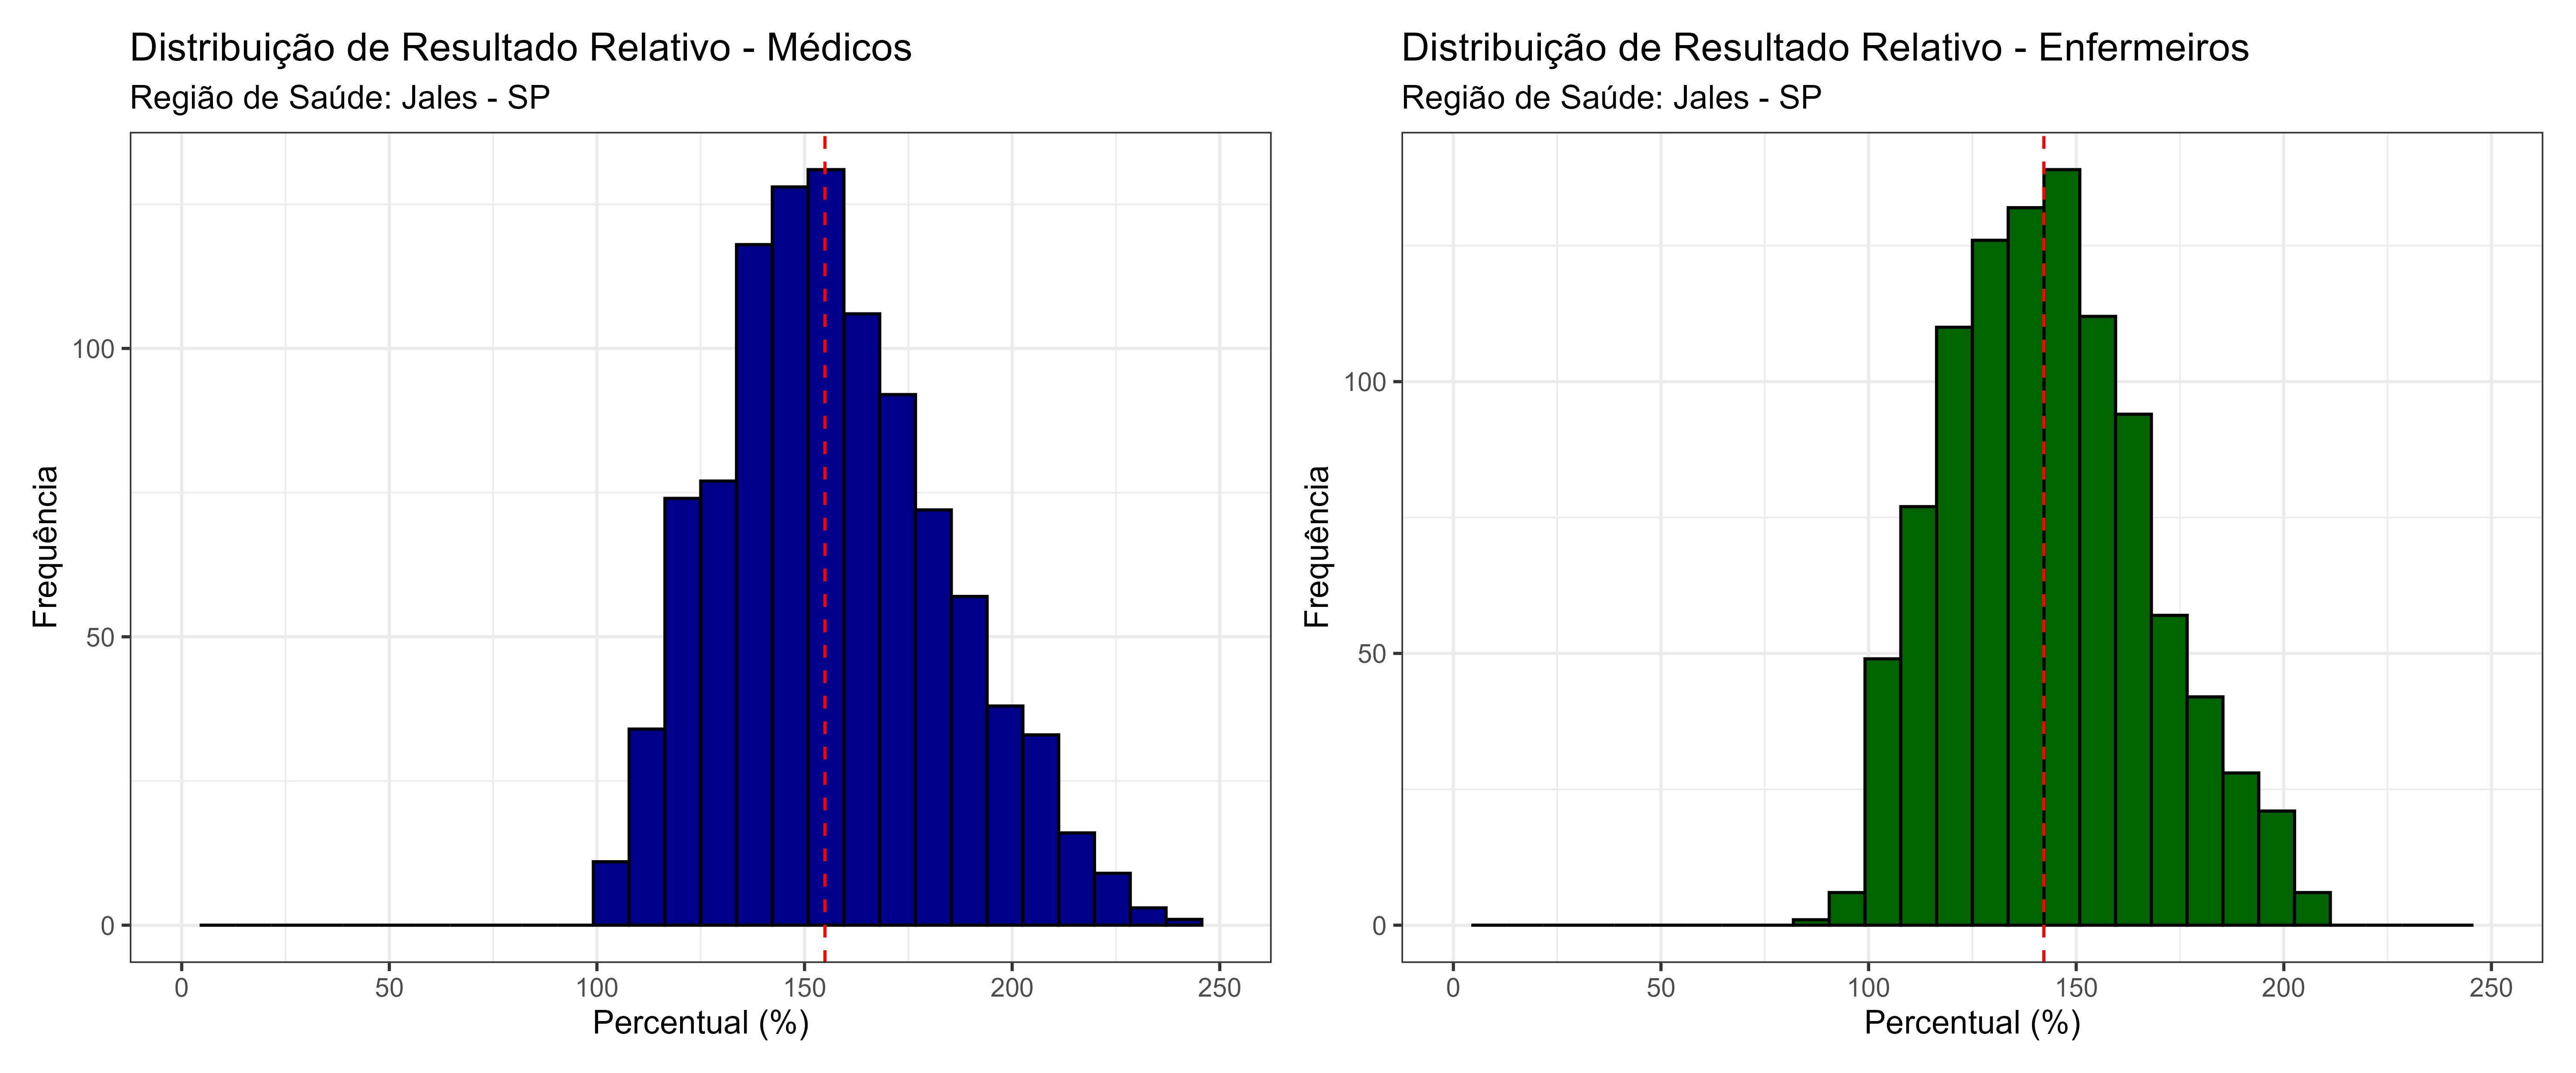 Distribuição de Resultado Relativo - Médicos
Região de Saúde: Jales - SP
Frequência
100
50
0
0 50 100 150 200 250
Percentual (%)
Distribuição de Resultado Relativo - Enfermeiros
Região de Saúde: Jales - SP
Frequência
100
50
0
0 50 100 150 200 250
Percentual (%)